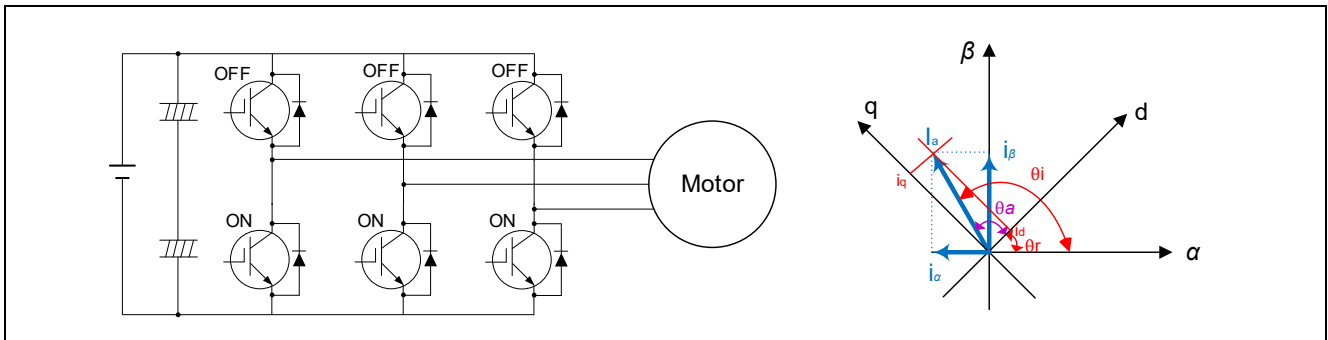 OFF
OFF
OFF
ON
ON
ON
Motor
β
q
d
Ia
iβ
iq
θi
θa
Id
θr
iα
α